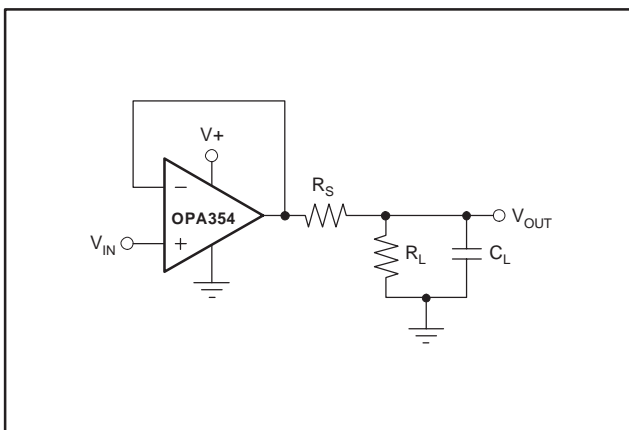 V+
−
OPA354
+
V_IN
R_S
R_L
C_L
V_OUT